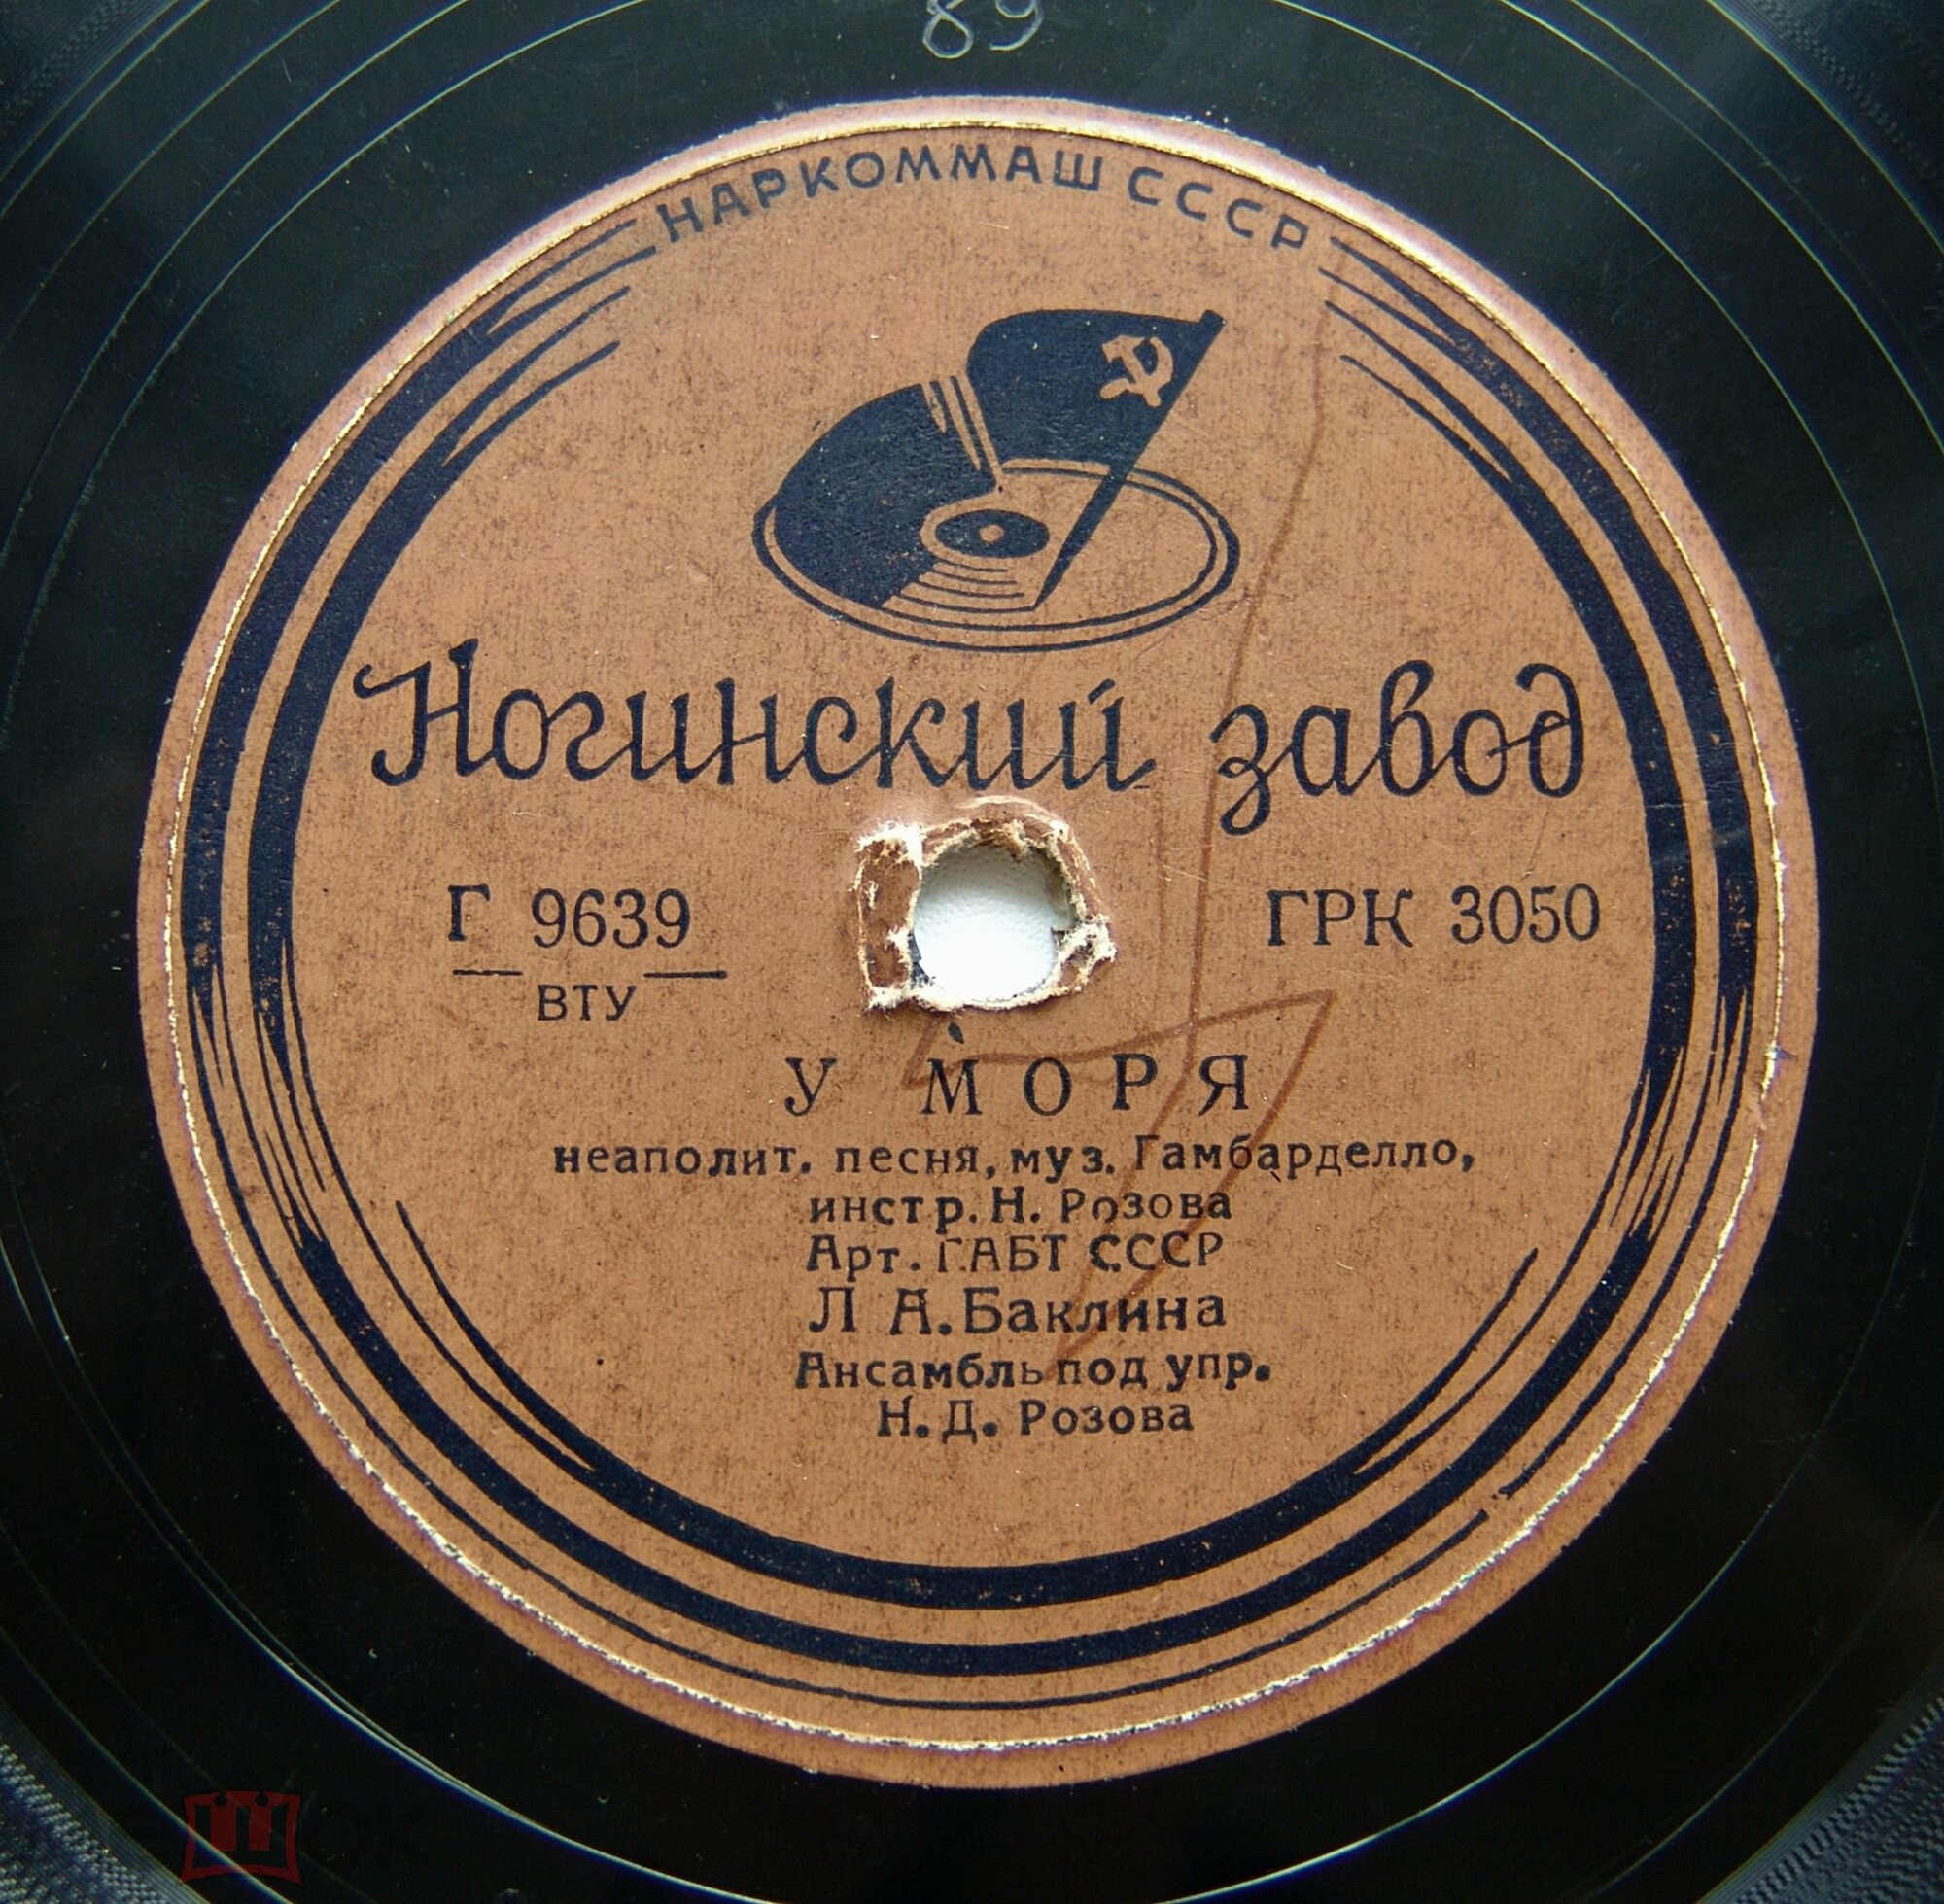 89
НАРКОММАШ СССР
Ногинский завод
Г 9639
ВТУ
ГРК 3050
У МОРЯ
неаполит. песня, муз. Гамбарделло,
инстр. Н. Розова
Арт. ГАБТ СССР
Л А. Баклина
Ансамбль под упр.
Н. Д. Розова